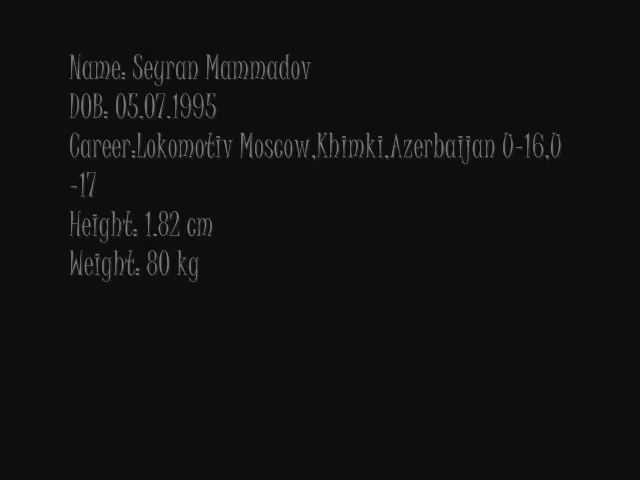 Name: Seyran Mammadov
DOB: 05.07.1995
Career:Lokomotiv Moscow,Khimki,Azerbaijan U-16,U
-17
Height: 1.82 cm
Weight: 80 kg